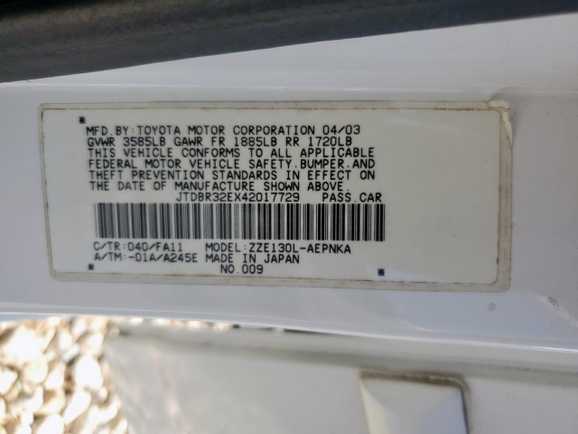 MFD.BY:TOYOTA MOTOR CORPORATION 04/03
GVWR 3585LB GAWR FR 1885LB RR 1720LB
THIS VEHICLE CONFORMS TO ALL APPLICABLE
FEDERAL MOTOR VEHICLE SAFETY,BUMPER,AND
THEFT PREVENTION STANDARDS IN EFFECT ON
THE DATE OF MANUFACTURE SHOWN ABOVE.
JTDBR32EX42017729 PASS.CAR
C/TR:040/FA11 MODEL:ZZE130L-AEPNKA
A/TM:-01A/A245E MADE IN JAPAN
NO.009